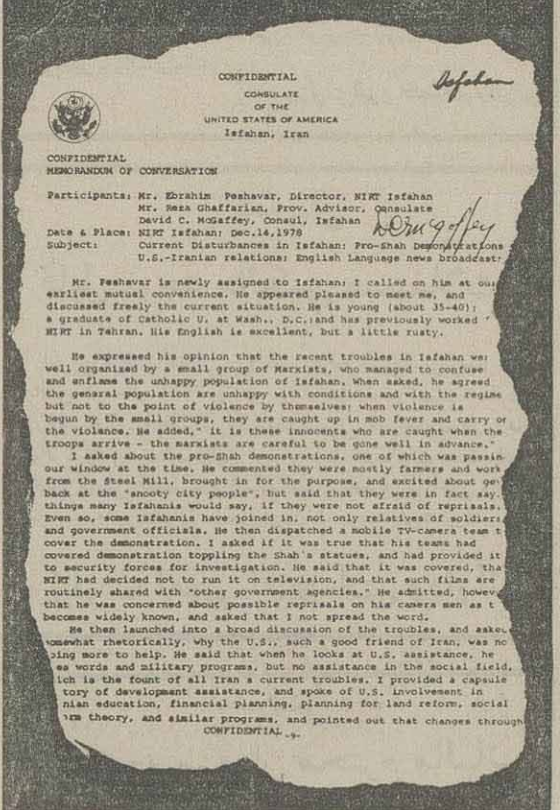 CONFIDENTIAL
Isfahan
CONSULATE
OF THE
UNITED STATES OF AMERICA
Isfahan, Iran
CONFIDENTIAL
MEMORANDUM OF CONVERSATION
Participants: Mr. Ebrahim Peshavar, Director, NIRT Isfahan
Mr. Reza Ghaffarian, Prov. Advisor, Consulate
David C. McGaffey, Consul, Isfahan DCMcgaffey
Date & Place: NIRT Isfahan: Dec.14,1978
Subject: Current Disturbances in Isfahan: Pro-Shah Demonstrations
U.S.-Iranian relations: English Language news broadcast
Mr. Peshavar is newly assigned to Isfahan: I called on him at our
earliest mutual convenience. He appeared pleased to meet me, and
discussed freely the current situation. He is young (about 35-40);
a graduate of Catholic U. at Wash., D.C.:and has previously worked
NIRT in Tehran. His English is excellent, but a little rusty.
He expressed his opinion that the recent troubles in Isfahan we
well organized by a small group of Marxists, who managed to confuse
and enflame the unhappy population of Isfahan. When asked, he agreed
the general population are unhappy with conditions and with the regime
but not to the point of violence by themselves: when violence is
begun by the small groups, they are caught up in mob fever and carry on
the violence. He added," it is these innocents who are caught when the
troops arrive - the marxists are careful to be gone well in advance."
I asked about the pro-Shah demonstrations, one of which was passin
our window at the time. He commented they were mostly farmers and work
from the Steel Mill, brought in for the purpose, and excited about ge
back at the "snooty city people", but said that they were in fact say
things many Isfahanis would say, if they were not afraid of reprisals.
Even so, some Isfahanis have joined in, not only relatives of soldiers
and government officials. He then dispatched a mobile TV-camera team t
cover the demonstration. I asked if it was true that his teams had
covered demonstration toppling the Shah's statues, and had provided it
to security forces for investigation. He said that it was covered, tha
NIRT had decided not to run it on television, and that such films are
routinely shared with "other government agencies." He admitted, howev
that he was concerned about possible reprisals on his camera men as t
becomes widely known, and asked that I not spread the word.
He then launched into a broad discussion of the troubles, and aske
omewhat rhetorically, why the U.S., such a good friend of Iran, was no
oing more to help. He said that when he looks at U.S. assistance, he
es words and military programs, but no assistance in the social field,
ich is the fount of all Iran s current troubles. I provided a capsule
tory of development assistance, and spoke of U.S. involvement in
nian education, financial planning, planning for land reform, social
rm theory, and similar programs, and pointed out that changes through
CONFIDENTIAL